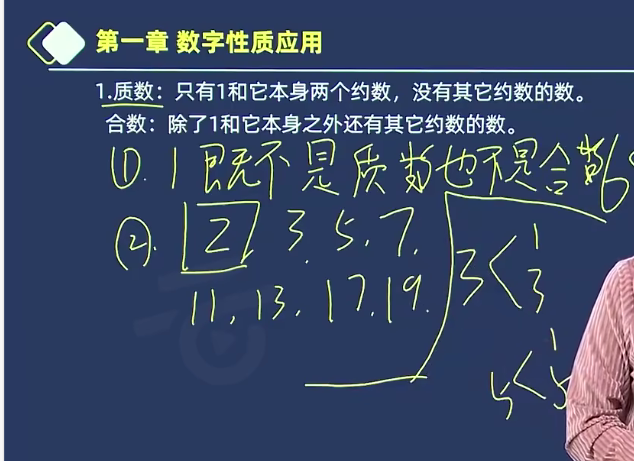 第一章 数字性质应用
1.质数：只有1和它本身两个约数，没有其它约数的数。
合数：除了1和它本身之外还有其它约数的数。
①. 1既不是质数也不是合数
②. 2 3. 5. 7.
11, 13. 17. 19.
3 < 1 3
5 < 1 5